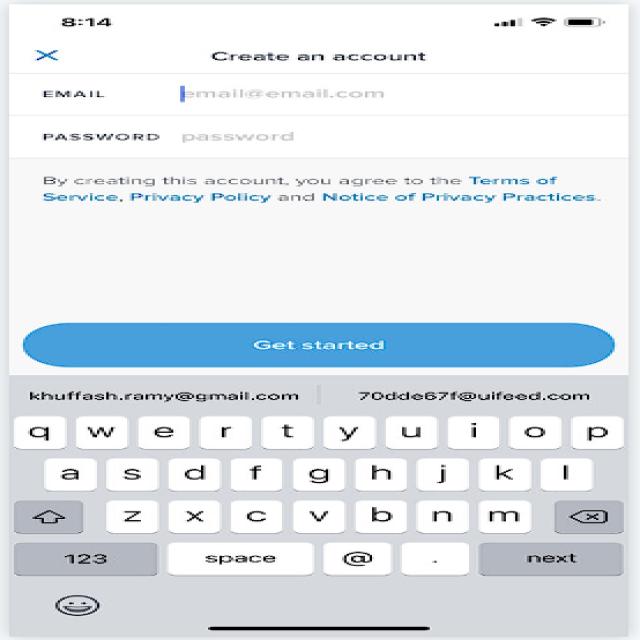 8:14
Create an account
EMAIL email@email.com
PASSWORD password
By creating this account, you agree to the Terms of
Service, Privacy Policy and Notice of Privacy Practices.
Get started
khuffash.ramy@gmail.com 70dde67f@uifeed.com
q w e r t y u i o p
a s d f g h j k l
z x c v b n m
123 space @ . next